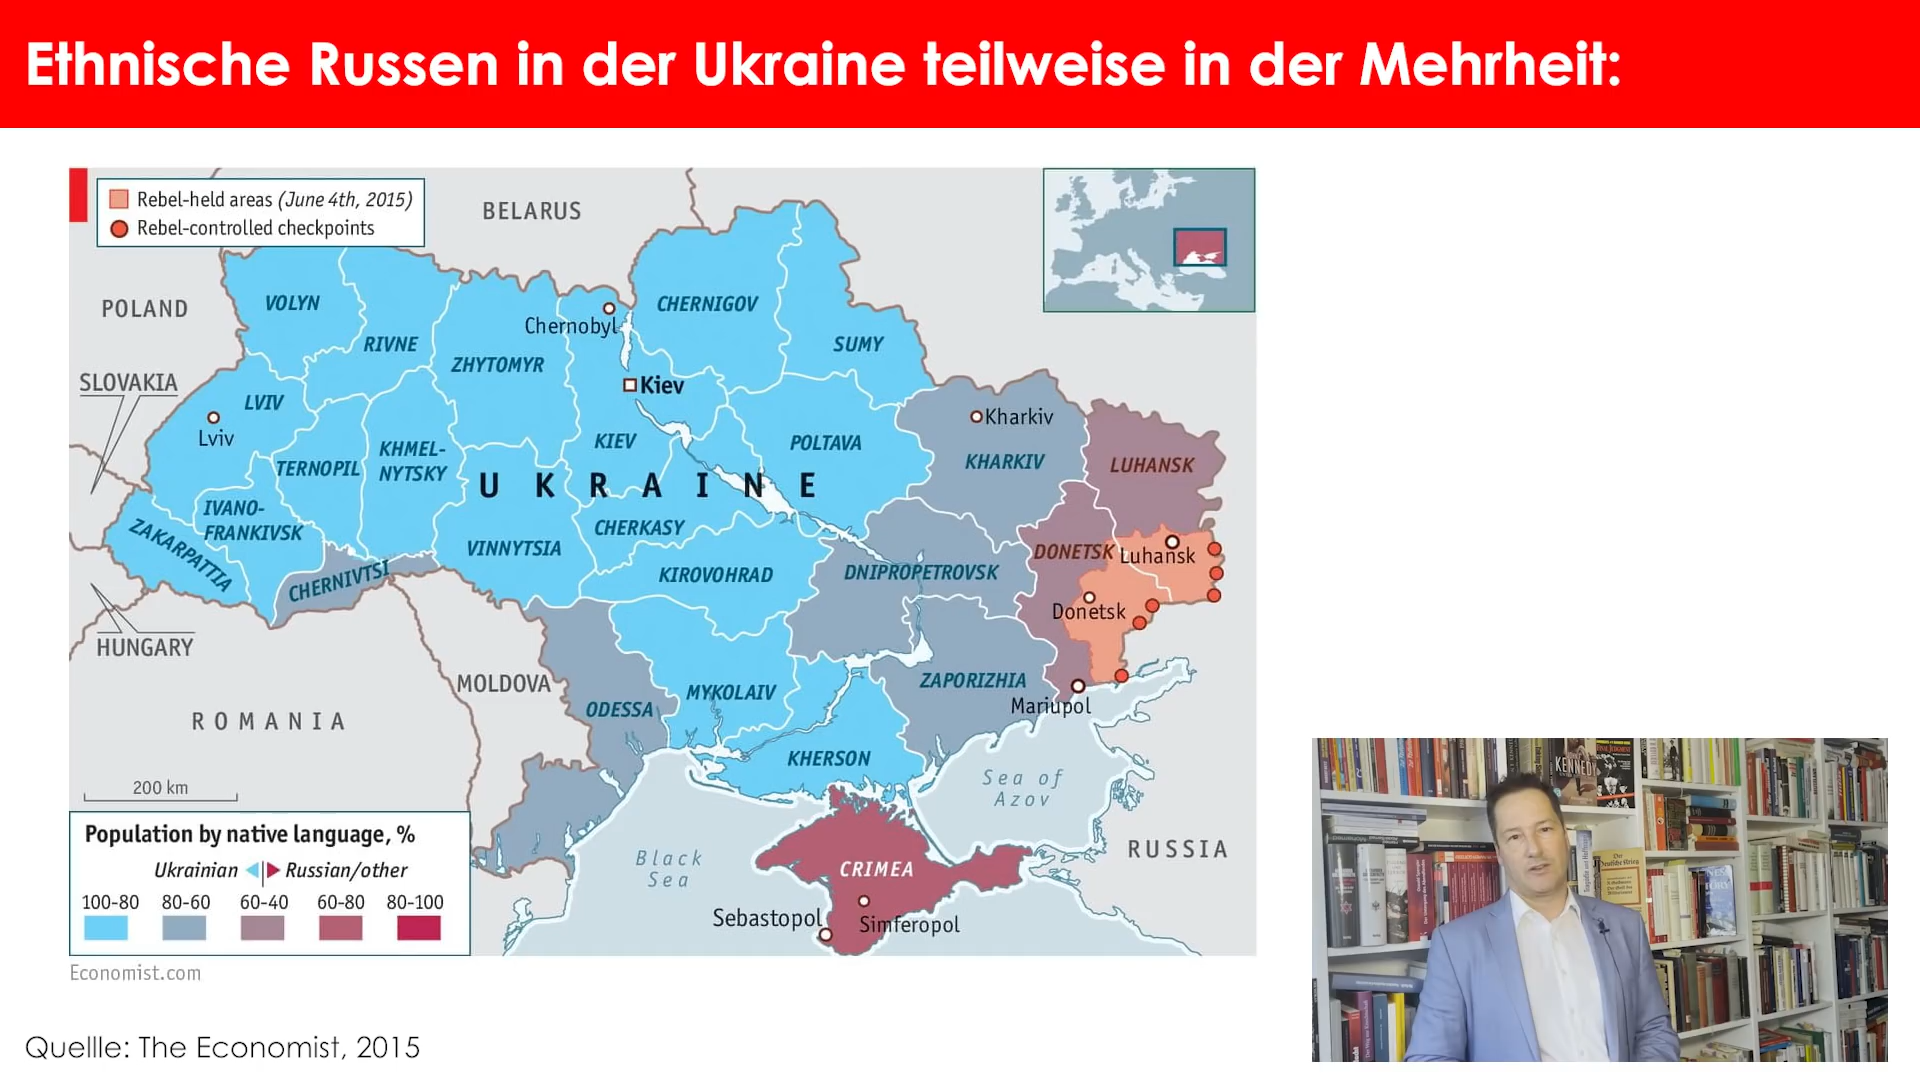 Ethnische Russen in der Ukraine teilweise in der Mehrheit:
Rebel-held areas (June 4th, 2015)
Rebel-controlled checkpoints
BELARUS
POLAND
SLOVAKIA
HUNGARY
ROMANIA
MOLDOVA
RUSSIA
UKRAINE
VOLYN
RIVNE
ZHYTOMYR
Chernobyl
CHERNIGOV
SUMY
Kiev
LVIV
Lviv
TERNOPIL
KHMEL-
NYTSKY
KIEV
POLTAVA
Kharkiv
KHARKIV
LUHANSK
IVANO-
FRANKIVSK
ZAKARPATTIA
CHERNIVTSI
VINNYTSIA
CHERKASY
KIROVOHRAD
DNIPROPETROVSK
DONETSK
Luhansk
Donetsk
ODESSA
MYKOLAIV
ZAPORIZHIA
Mariupol
KHERSON
Sea of
Azov
Black
Sea
CRIMEA
Sebastopol
Simferopol
200 km
Population by native language, %
Ukrainian Russian/other
100-80 80-60 60-40 60-80 80-100
Economist.com
Quellle: The Economist, 2015
KENNEDY